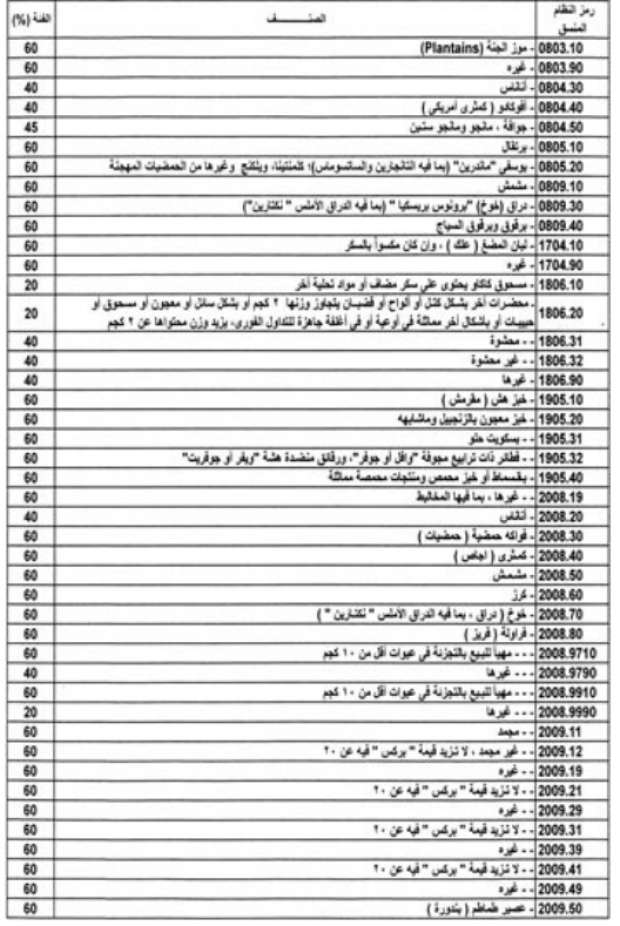 رمز النظام المنسق الصنــــــــف الفئة (%)
0803.10 - موز الجنة (Plantains) 60
0803.90 - غيره 60
0804.30 - أناناس 40
0804.40 - أفوكادو ( كمثرى أمريكي ) 40
0804.50 - جوافة ، مانجو ومانجو ستين 45
0805.10 - برتقال 60
0805.20 - يوسفى "ماندرين" (بما فيه التانجارين والساتسوماس)؛ كلمنتينا، ويلكنج وغيرها من الحمضيات المهجنة 60
0809.10 - مشمش 60
0809.30 - دراق (خوخ) "برونوس بريسكيا " (بما فيه الدراق الأملس " نكتارين") 60
0809.40 - برقوق وبرقوق السياج 60
1704.10 - لبان المضغ ( علك ) ، وإن كان مكسواً بالسكر 60
1704.90 - غيره 60
1806.10 - مسحوق كاكاو يحتوى على سكر مضاف أو مواد تحلية أخر 20
1806.20 - محضرات أخر بشكل كتل أو ألواح أو قضبان يتجاوز وزنها ٢ كجم أو بشكل سائل أو معجون أو مسحوق أو
حبيبات أو بأشكال أخر مماثلة في أوعية أو في أغلفة جاهزة للتداول الفورى، يزيد وزن محتواها عن ٢ كجم 20
1806.31 - - محشوة 40
1806.32 - - غير محشوة 40
1806.90 - غيرها 40
1905.10 - خبز هش ( مقرمش ) 60
1905.20 - خبز معجون بالزنجبيل وماشابهه 60
1905.31 - - بسكويت حلو 60
1905.32 - - فطائر ذات ترابيع مجوفة "وافل أو جوفر"، ورقائق منضدة هشة "ويفر أو جوفريت" 60
1905.40 - بقسماط أو خبز محمص ومنتجات محمصة مماثلة 60
2008.19 - - غيرها ، بما فيها المخاليط 60
2008.20 - أناناس 40
2008.30 - فواكه حمضية ( حمضيات ) 60
2008.40 - كمثرى ( اجاص ) 60
2008.50 - مشمش 60
2008.60 - كرز 60
2008.70 - خوخ ( دراق ، بما فيه الدراق الأملس " نكتارين " ) 60
2008.80 - فراولة ( فريز ) 60
2008.9710 - - - مهيأ للبيع بالتجزئة في عبوات أقل من ١٠ كجم 60
2008.9790 - - - غيرها 40
2008.9910 - - - مهيأ للبيع بالتجزئة في عبوات أقل من ١٠ كجم 60
2008.9990 - - - غيرها 20
2009.11 - - مجمد 60
2009.12 - - غير مجمد ، لا تزيد قيمة " بركس " فيه عن ٢٠ 60
2009.19 - - غيره 60
2009.21 - - لا تزيد قيمة " بركس " فيه عن ٢٠ 60
2009.29 - - غيره 60
2009.31 - - لا تزيد قيمة " بركس " فيه عن ٢٠ 60
2009.39 - - غيره 60
2009.41 - - لا تزيد قيمة " بركس " فيه عن ٢٠ 60
2009.49 - - غيره 60
2009.50 - عصير طماطم ( بندورة ) 60